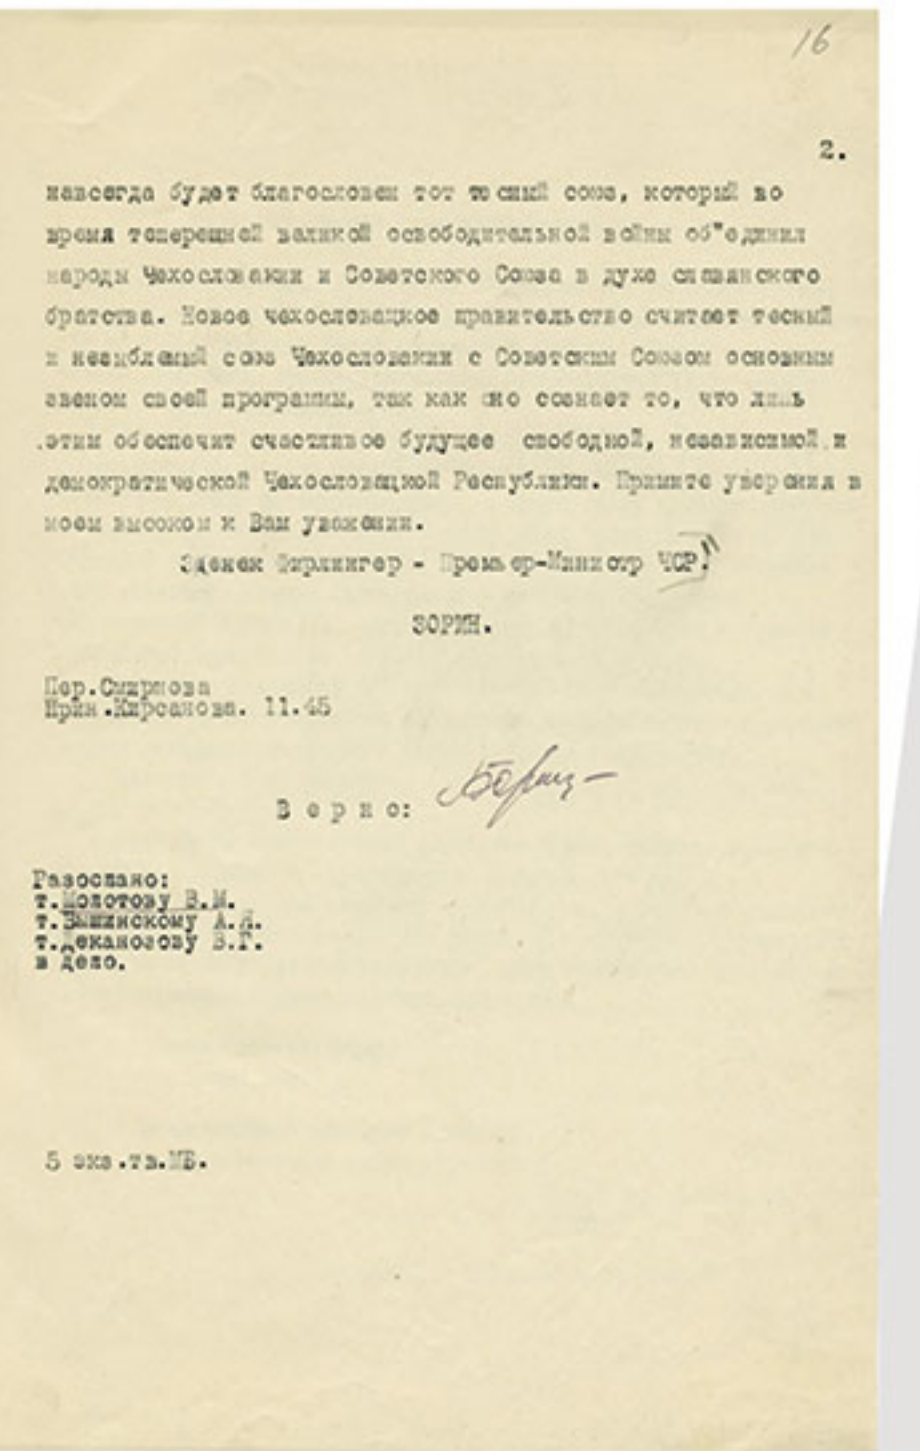 16
2.
навсегда будет благословен тот тесный союз, который во
время теперешней великой освободительной войны об"единил
народы Чехословакии и Советского Союза в духе славянского
братства. Новое чехословацкое правительство считает тесный
и незыблемый союз Чехословакии с Советским Союзом основным
звеном своей программы, так как оно сознает то, что лишь
этим обеспечит счастливое будущее свободной, независимой и
демократической Чехословацкой Республики. Примите уверения в
моем высоком к Вам уважении.
Зденек Фирлингер - Премьер-Министр ЧСР."
ЗОРИН.
Пер.Смирнова
Прин.Кирсанова. 11.45
Верно:
Разослано:
т.Молотову В.М.
т.Вышинскому А.Я.
т.Деканозову В.Г.
в дело.
5 экз.тв.МБ.